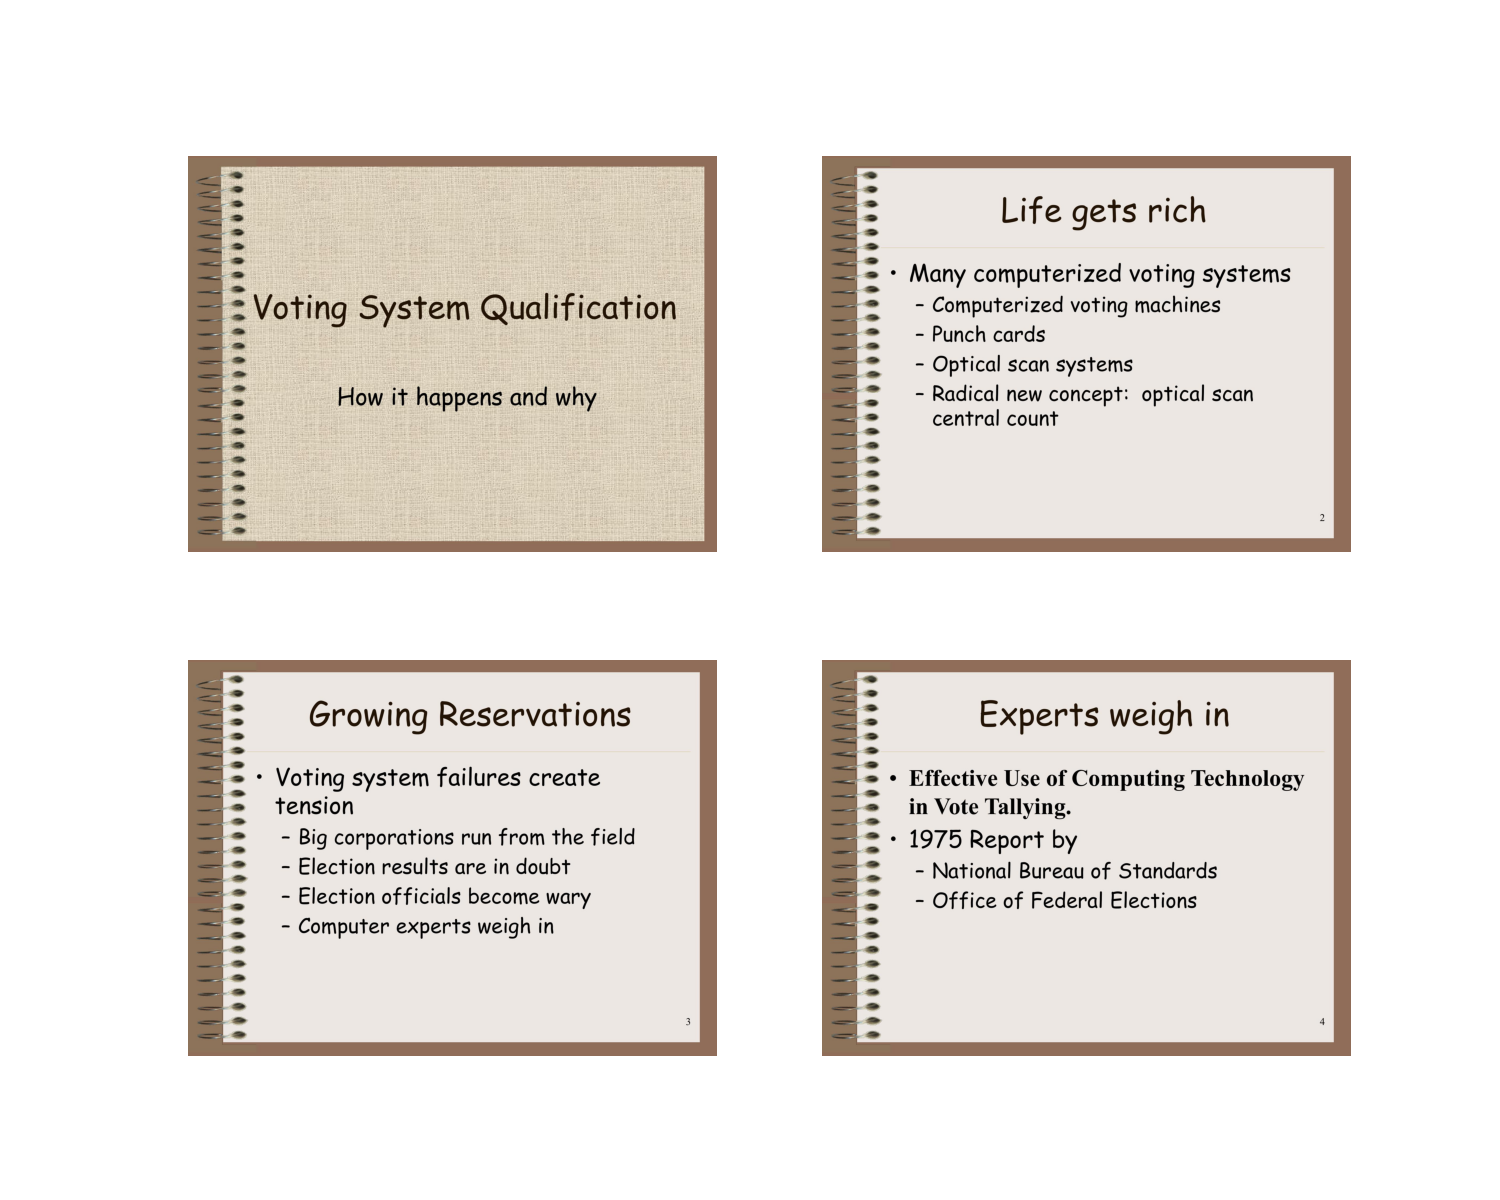 Voting System Qualification
How it happens and why
Life gets rich
• Many computerized voting systems
– Computerized voting machines
– Punch cards
– Optical scan systems
– Radical new concept: optical scan
central count
2
Growing Reservations
• Voting system failures create
tension
– Big corporations run from the field
– Election results are in doubt
– Election officials become wary
– Computer experts weigh in
3
Experts weigh in
• Effective Use of Computing Technology
in Vote Tallying.
• 1975 Report by
– National Bureau of Standards
– Office of Federal Elections
4